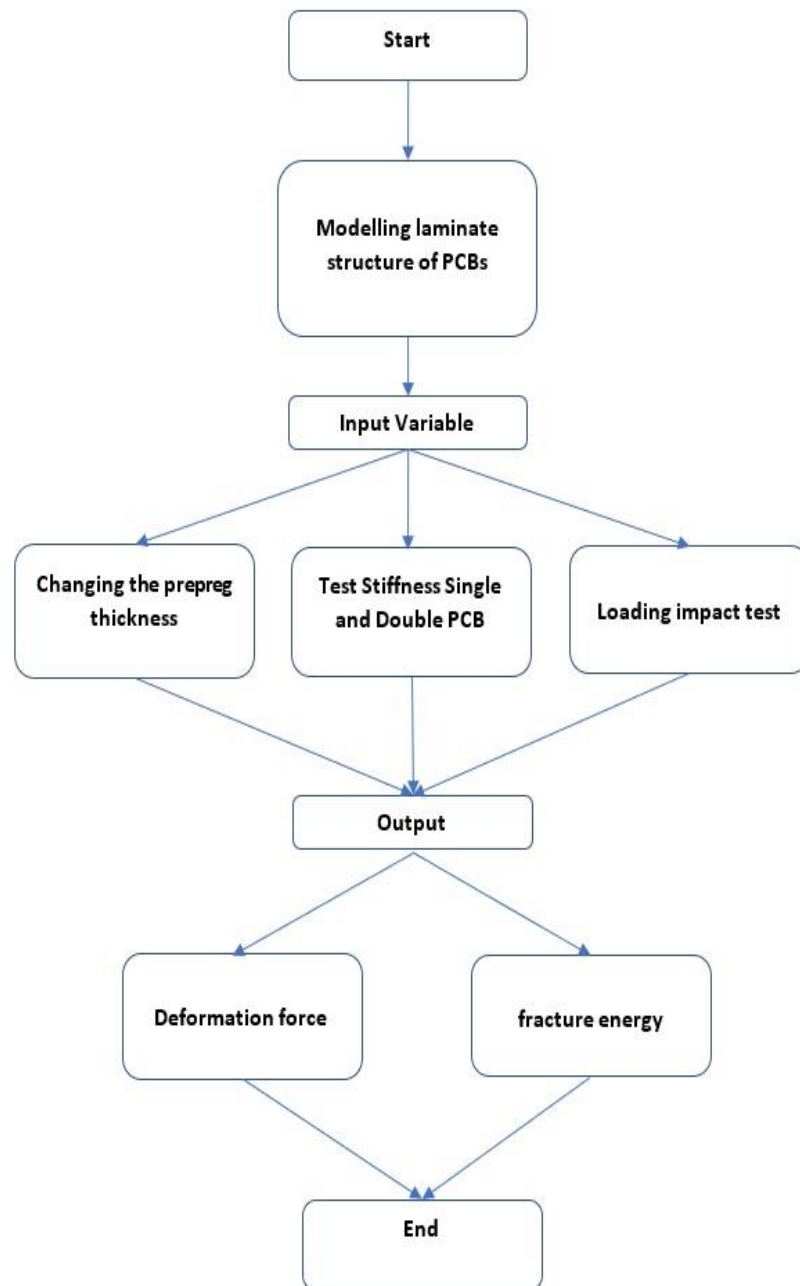 Start
Modelling laminate
structure of PCBs
Input Variable
Changing the prepreg
thickness
Test Stiffness Single
and Double PCB
Loading impact test
Output
Deformation force
fracture energy
End